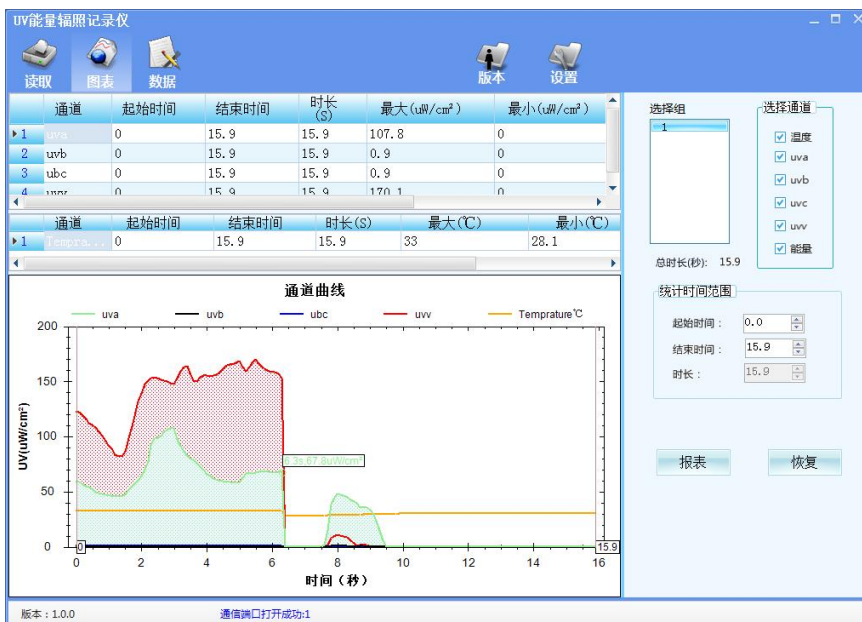 UV能量辐照记录仪
读取 图表 数据 版本 设置
通道 起始时间 结束时间 时长(S) 最大(uW/cm²) 最小(uW/cm²)
1 uva 0 15.9 15.9 107.8 0
2 uvb 0 15.9 15.9 0.9 0
3 ubc 0 15.9 15.9 0.9 0
4 uvv 0 15.9 15.9 170.1 0
通道 起始时间 结束时间 时长(S) 最大(℃) 最小(℃)
1 Tempra... 0 15.9 15.9 33 28.1
选择组
1
总时长(秒): 15.9
选择通道
温度
uva
uvb
uvc
uvv
能量
统计时间范围
起始时间： 0.0
结束时间： 15.9
时长： 15.9
报表 恢复
通道曲线
uva uvb ubc uvv Temprature℃
UV(uW/cm²)
200
150
100
50
0
6.3s,67.8uW/cm²
0 15.9
0 2 4 6 8 10 12 14 16
时间（秒）
版本：1.0.0 通信端口打开成功:1